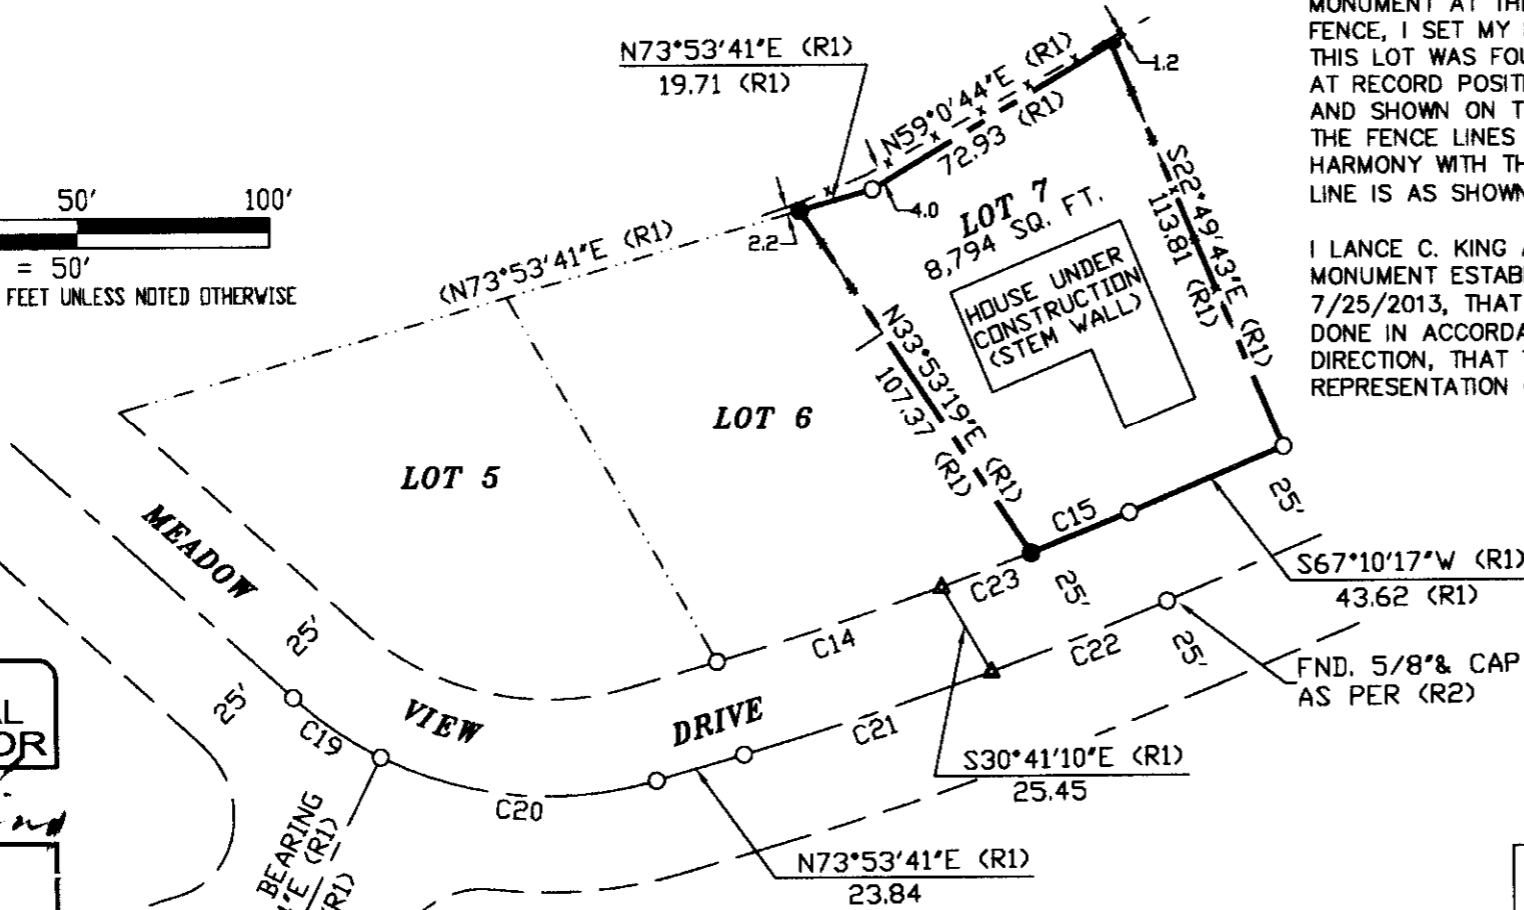 MONUMENT AT THE
FENCE, I SET MY
THIS LOT WAS FOU
AT RECORD POSIT
AND SHOWN ON T
THE FENCE LINES
HARMONY WITH TH
LINE IS AS SHOWN
I LANCE C. KING
MONUMENT ESTAB
7/25/2013, THAT
DONE IN ACCORDA
DIRECTION, THAT
REPRESENTATION
N73°53'41"E (R1)
19.71 (R1)
N59°0'44"E (R1)
72.93 (R1)
1.2
4.0
2.2
50' 100'
= 50'
FEET UNLESS NOTED OTHERWISE
(N73°53'41"E (R1)
LOT 7
8,794 SQ. FT.
HOUSE UNDER
CONSTRUCTION
(STEM WALL)
S22°49'43"E (R1)
113.81 (R1)
N33°53'19"E (R1)
107.37 (R1)
LOT 6
LOT 5
MEADOW
VIEW
DRIVE
25'
25'
25'
25'
25'
C15
C23
C14
C22
C21
C19
C20
S67°10'17"W (R1)
43.62 (R1)
FND. 5/8"& CAP
AS PER (R2)
S30°41'10"E (R1)
25.45
N73°53'41"E (R1)
23.84
BEARING
"E (R1)
R1)
AL
OR